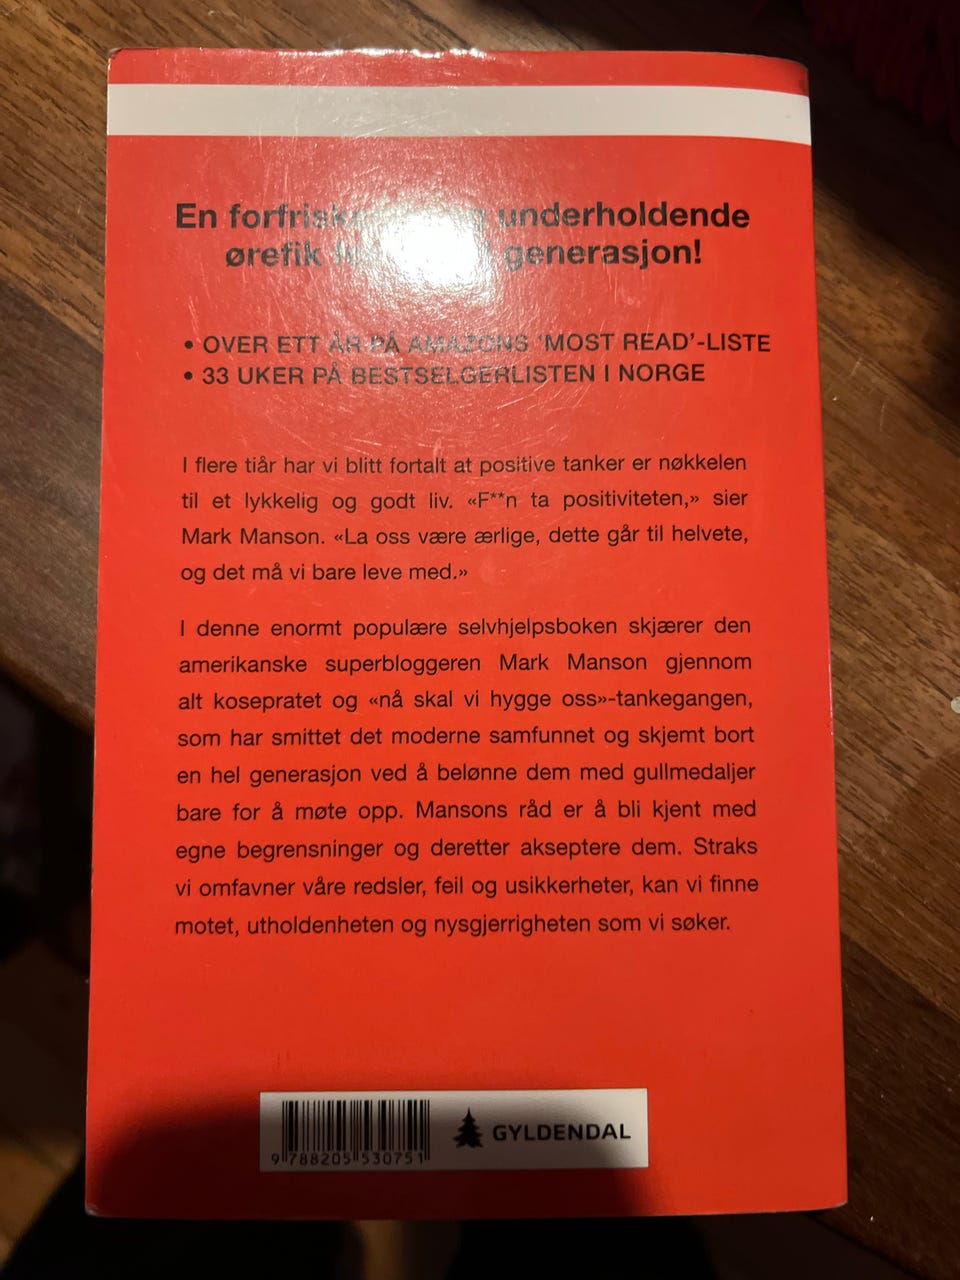 En underholdende
ørefik generasjon!
• OVER ETT ÅR PÅ AMAZONS 'MOST READ'-LISTE
• 33 UKER PÅ BESTSELGERLISTEN I NORGE
I flere tiår har vi blitt fortalt at positive tanker er nøkkelen
til et lykkelig og godt liv. «F**n ta positiviteten,» sier
Mark Manson. «La oss være ærlige, dette går til helvete,
og det må vi bare leve med.»
I denne enormt populære selvhjelpsboken skjærer den
amerikanske superbloggeren Mark Manson gjennom
alt kosepratet og «nå skal vi hygge oss»-tankegangen,
som har smittet det moderne samfunnet og skjemt bort
en hel generasjon ved å belønne dem med gullmedaljer
bare for å møte opp. Mansons råd er å bli kjent med
egne begrensninger og deretter akseptere dem. Straks
vi omfavner våre redsler, feil og usikkerheter, kan vi finne
motet, utholdenheten og nysgjerrigheten som vi søker.
9 788205 530751
GYLDENDAL